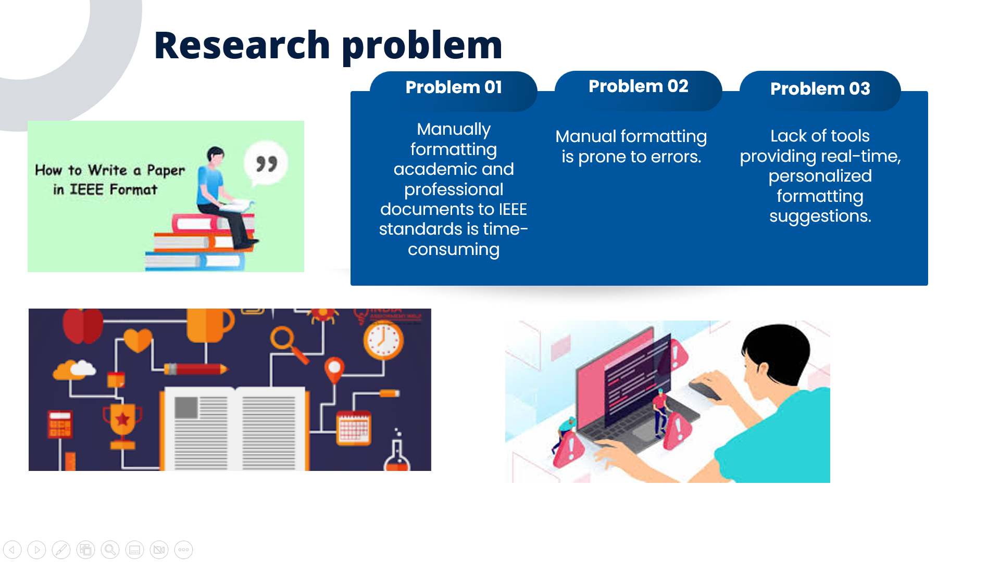 Research problem
Problem 01
Manually
formatting
academic and
professional
documents to IEEE
standards is time-
consuming
Problem 02
Manual formatting
is prone to errors.
Problem 03
Lack of tools
providing real-time,
personalized
formatting
suggestions.
How to Write a Paper
in IEEE Format
INDIA
ASSIGNMENT HELP